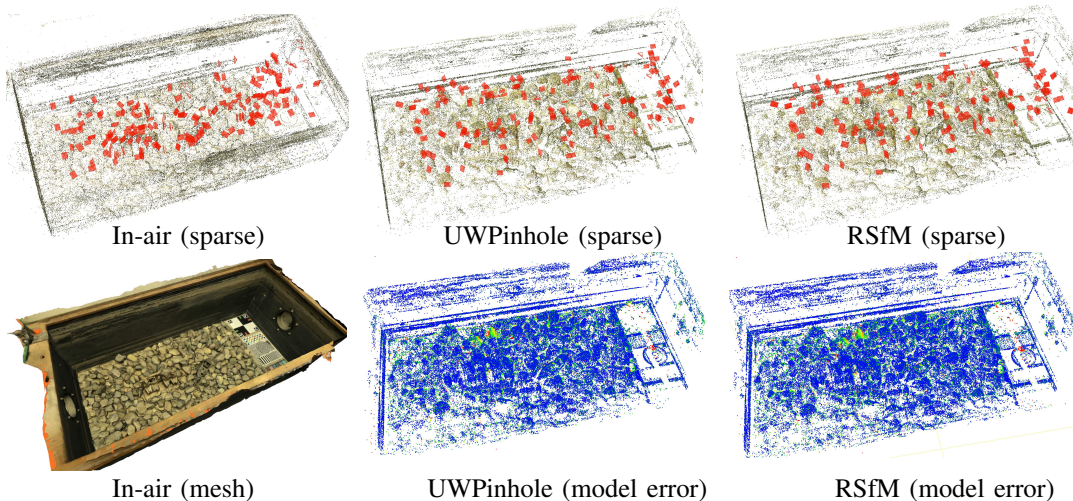 In-air (sparse)
UWPinhole (sparse)
RSfM (sparse)
In-air (mesh)
UWPinhole (model error)
RSfM (model error)